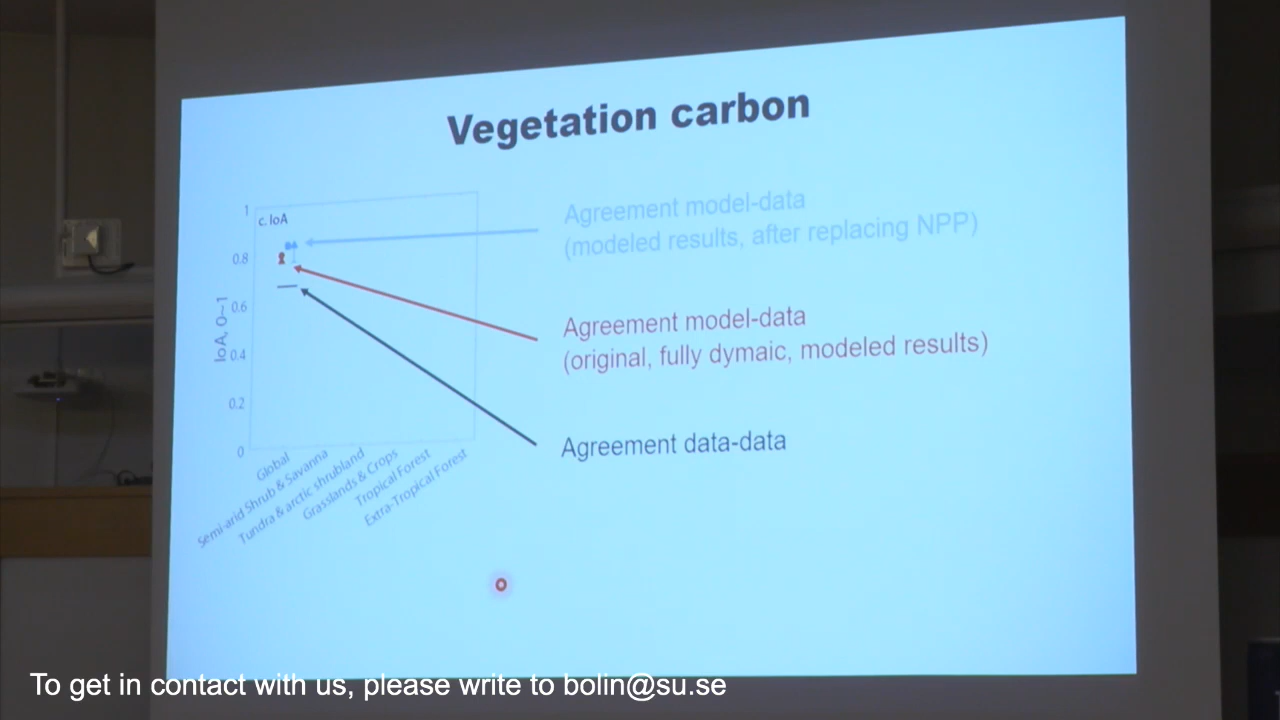 Vegetation carbon
1
c. IoA
0.8
0.6
0.4
0.2
0
IoA, 0–1
Global
Semi-arid Shrub & Savanna
Tundra & arctic shrubland
Grasslands & Crops
Tropical Forest
Extra-Tropical Forest
Agreement model-data
(modeled results, after replacing NPP)
Agreement model-data
(original, fully dymaic, modeled results)
Agreement data-data
To get in contact with us, please write to bolin@su.se